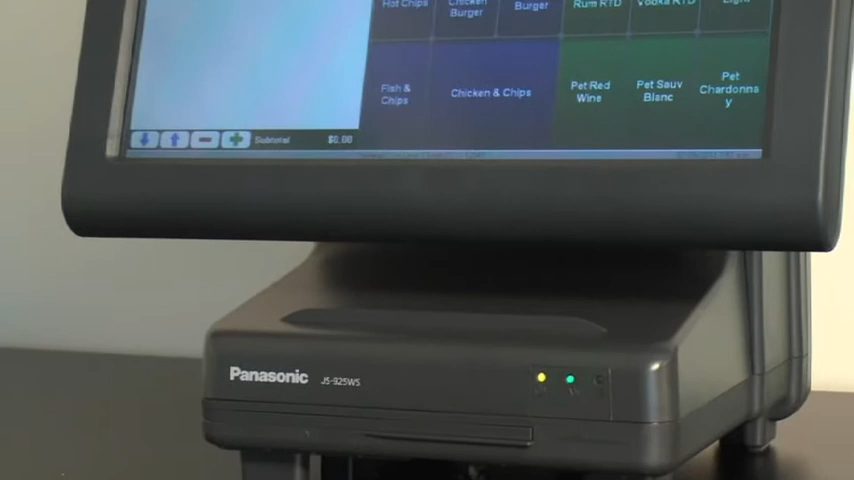 Hot Chips
Chicken
Burger
Burger
Rum RTD
Vodka RTD
Light
Fish &
Chips
Chicken & Chips
Pet Red
Wine
Pet Sauv
Blanc
Pet
Chardonna
y
Subtotal $0.00
Panasonic JS-925WS